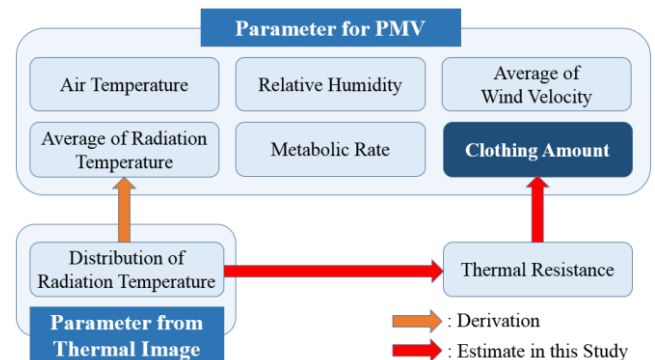 Parameter for PMV
Air Temperature
Relative Humidity
Average of
Wind Velocity
Average of Radiation
Temperature
Metabolic Rate
Clothing Amount
Distribution of
Radiation Temperature
Thermal Resistance
Parameter from
Thermal Image
: Derivation
: Estimate in this Study